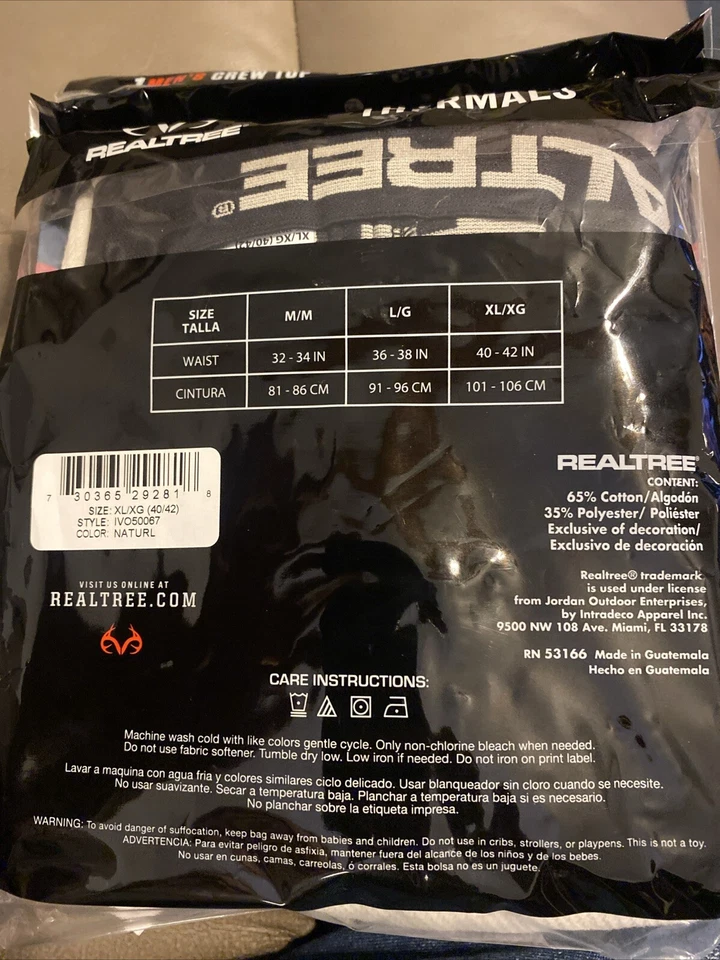 1 MEN'S CREW TOP
THERMALS
REALTREE
ALTREE
®
XL/XG (40/42)
SIZE
TALLA
M/M
L/G
XL/XG
WAIST
32 - 34 IN
36 - 38 IN
40 - 42 IN
CINTURA
81 - 86 CM
91 - 96 CM
101 - 106 CM
7 30365 29281 8
SIZE: XL/XG (40/42)
STYLE: IVO50067
COLOR: NATURL
VISIT US ONLINE AT
REALTREE.COM
REALTREE®
CONTENT:
65% Cotton/Algodón
35% Polyester/ Poliéster
Exclusive of decoration/
Exclusivo de decoración
Realtree® trademark
is used under license
from Jordan Outdoor Enterprises,
by Intradeco Apparel Inc.
9500 NW 108 Ave. Miami, FL 33178
RN 53166 Made in Guatemala
Hecho en Guatemala
CARE INSTRUCTIONS:
Machine wash cold with like colors gentle cycle. Only non-chlorine bleach when needed.
Do not use fabric softener. Tumble dry low. Low iron if needed. Do not iron on print label.
Lavar a maquina con agua fria y colores similares ciclo delicado. Usar blanqueador sin cloro cuando se necesite.
No usar suavizante. Secar a temperatura baja. Planchar a temperatura baja si es necesario.
No planchar sobre la etiqueta impresa.
WARNING: To avoid danger of suffocation, keep bag away from babies and children. Do not use in cribs, strollers, or playpens. This is not a toy.
ADVERTENCIA: Para evitar peligro de asfixia, mantener fuera del alcance de los niños y de los bebes.
No usar en cunas, camas, carreolas, ó corrales. Esta bolsa no es un juguete.